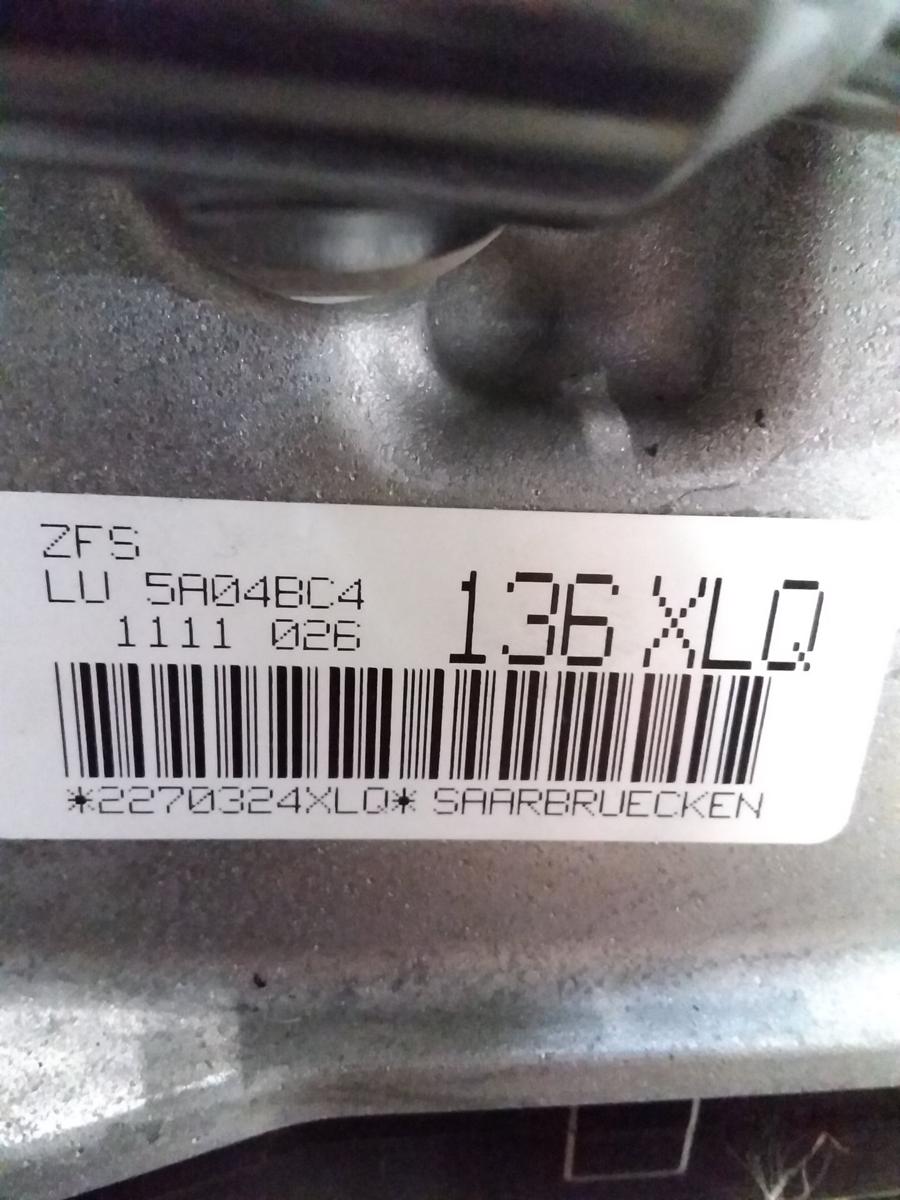 ZFS
LU 5A04BC4
1111 026
136 XLQ
*2270324XLQ* SAARBRUECKEN